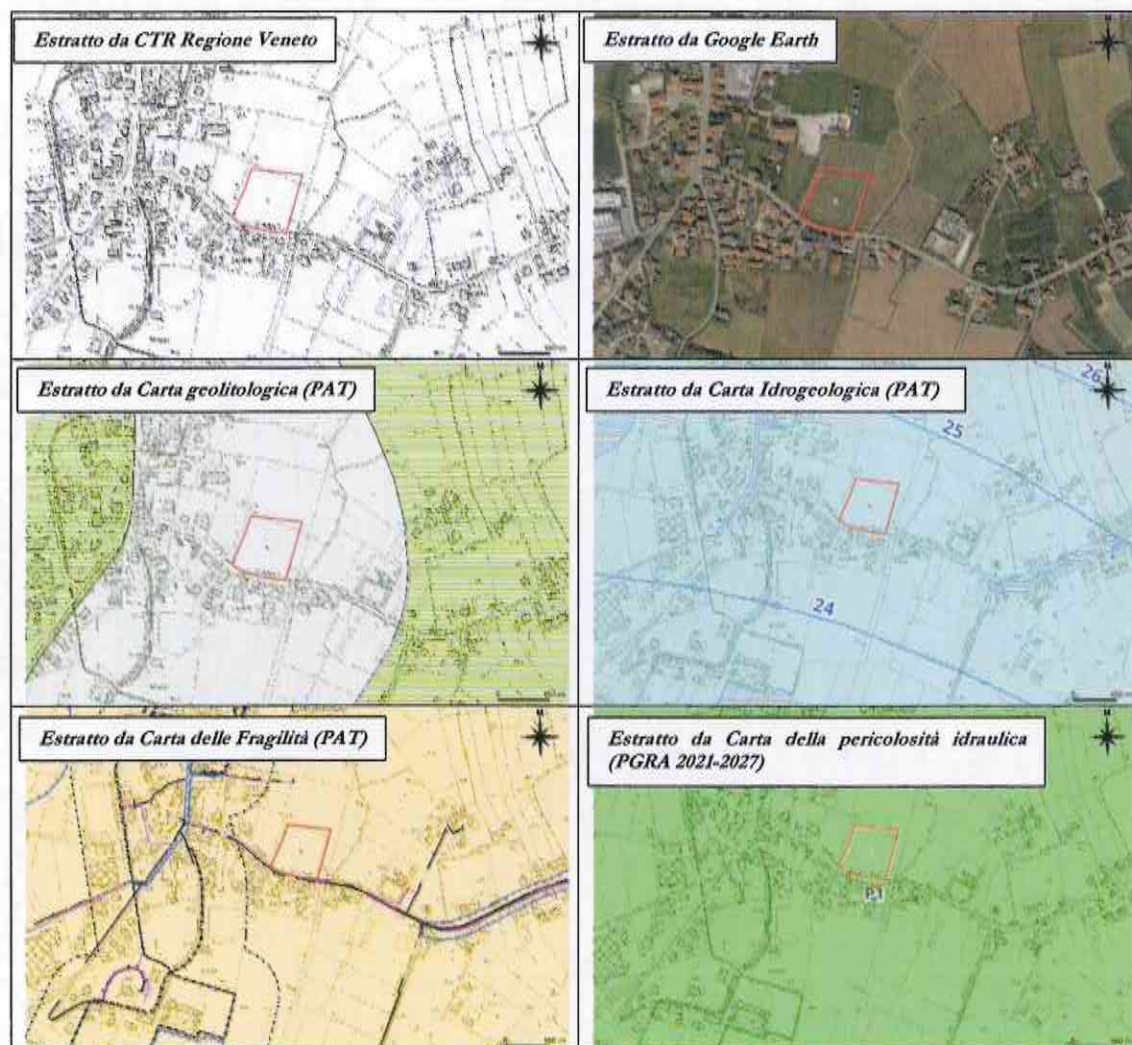 Estratto da CTR Regione Veneto
Estratto da Google Earth
Estratto da Carta geolitologica (PAT)
Estratto da Carta Idrogeologica (PAT)
26
25
24
Estratto da Carta delle Fragilità (PAT)
Estratto da Carta della pericolosità idraulica
(PGRA 2021-2027)
P1